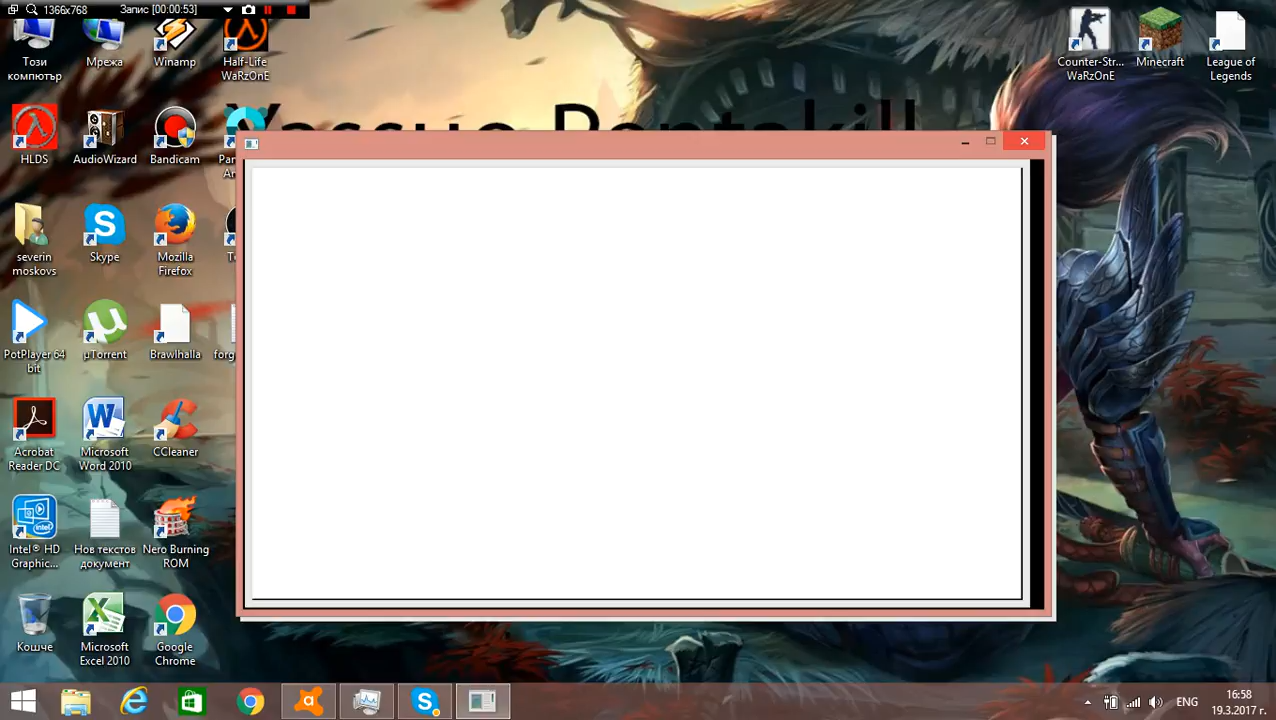 1366x768 Запис [00:00:53]
Този компютър
Мрежа
Winamp
Half-Life WaRzOnE
Counter-Str... WaRzOnE
Minecraft
League of Legends
Yassuo Pentakill
HLDS
AudioWizard
Bandicam
severin moskovs
Skype
Mozilla Firefox
PotPlayer 64 bit
µTorrent
Brawlhalla
Acrobat Reader DC
Microsoft Word 2010
CCleaner
Intel® HD Graphic...
Нов текстов документ
Nero Burning ROM
Кошче
Microsoft Excel 2010
Google Chrome
ЕНГ
16:58
19.3.2017 г.